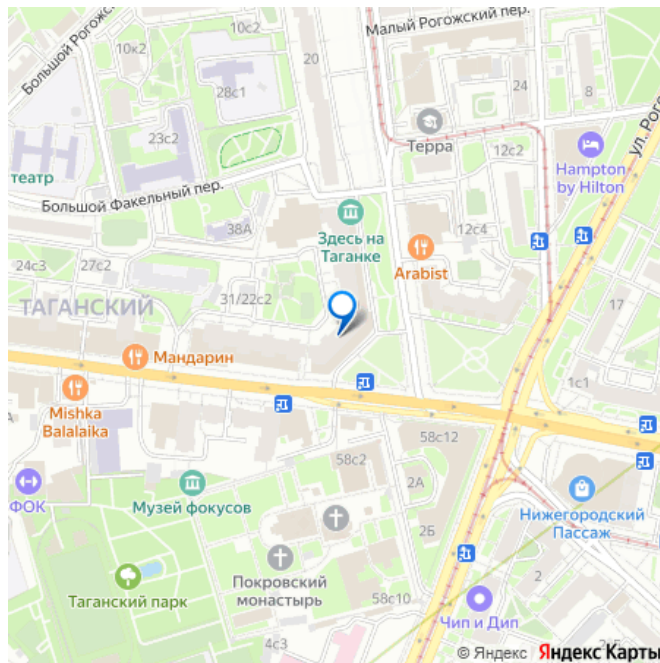 Малый Рогожский пер.
Большой Рогожский
10к2
10с2
20
24
8
28с1
23с2
Терра
12с2
Hampton
by Hilton
ул. Рого
театр
Большой Факельный пер.
38А
Здесь на
Таганке
12с4
Arabist
24с3
27с2
31/22с2
ТАГАНСКИЙ
17
Мандарин
1с1
Mishka
Balalaika
58с12
58с2
2А
ФОК
Музей фокусов
2Б
Нижегородский
Пассаж
Покровский
монастырь
Таганский парк
58с10
2
Чип и Дип
4с3
2с5
© Яндекс Яндекс Карты